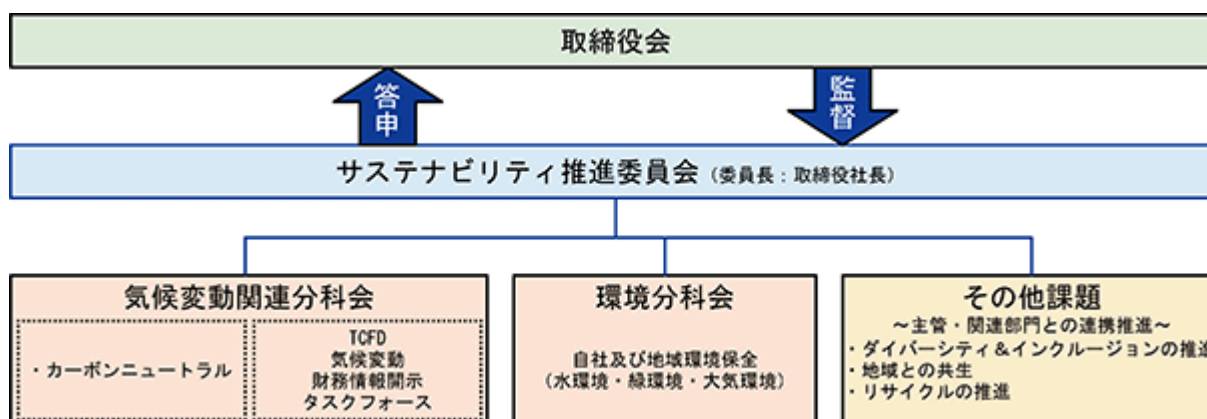 取締役会
答申
監督
サステナビリティ推進委員会（委員長：取締役社長）
気候変動関連分科会
・カーボンニュートラル
TCFD
気候変動
財務情報開示
タスクフォース
環境分科会
自社及び地域環境保全
（水環境・緑環境・大気環境）
その他課題
～主管・関連部門との連携推進～
・ダイバーシティ＆インクルージョンの推進
・地域との共生
・リサイクルの推進